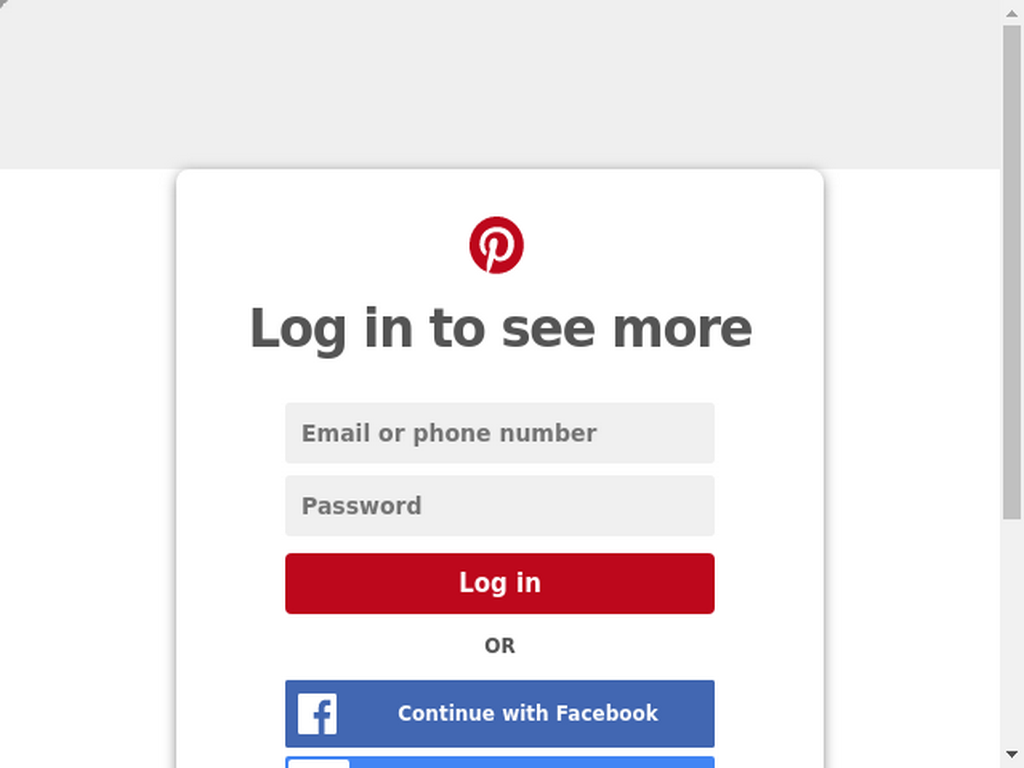 Log in to see more
Email or phone number
Password
Log in
OR
Continue with Facebook